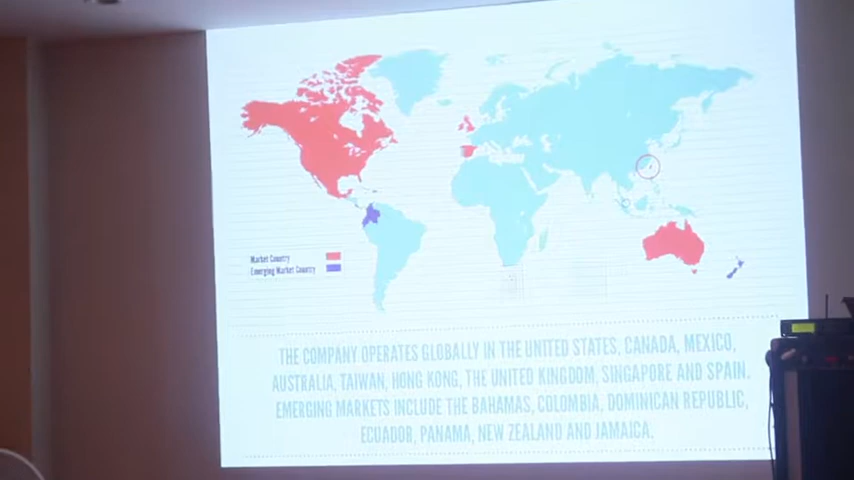 Market Country
Emerging Market Country
THE COMPANY OPERATES GLOBALLY IN THE UNITED STATES, CANADA, MEXICO,
AUSTRALIA, TAIWAN, HONG KONG, THE UNITED KINGDOM, SINGAPORE AND SPAIN.
EMERGING MARKETS INCLUDE THE BAHAMAS, COLOMBIA, DOMINICAN REPUBLIC,
ECUADOR, PANAMA, NEW ZEALAND AND JAMAICA.